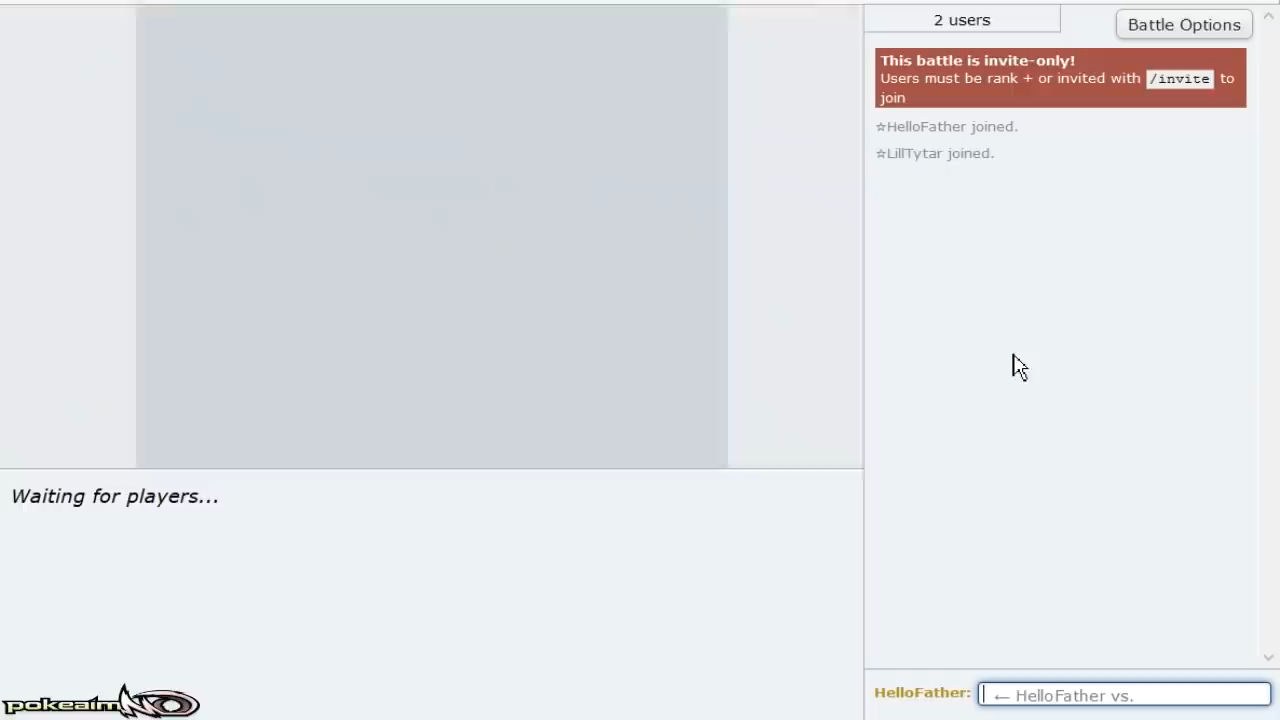 2 users
Battle Options
This battle is invite-only!
Users must be rank + or invited with /invite to
join
☆HelloFather joined.
☆LillTytar joined.
Waiting for players...
HelloFather:
← HelloFather vs.
pokeaimMD